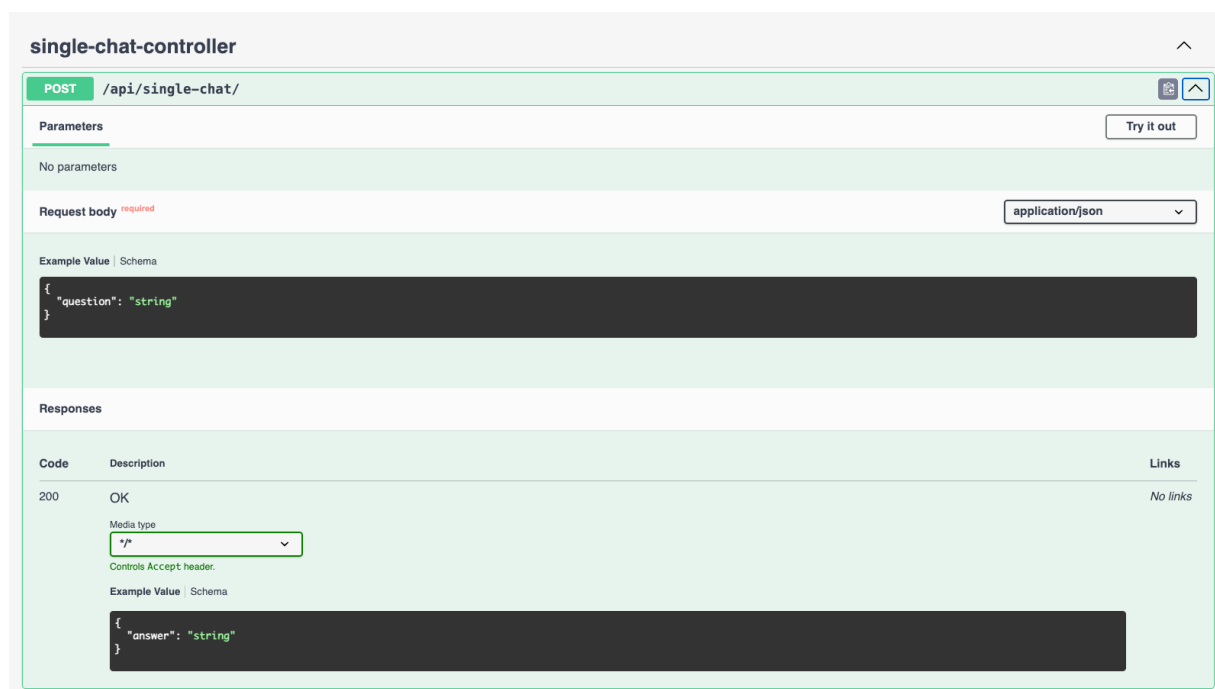 single-chat-controller
POST /api/single-chat/
Parameters Try it out
No parameters
Request body required application/json
Example Value | Schema
{
"question": "string"
}
Responses
Code Description Links
200 OK No links
Media type
*/*
Controls Accept header.
Example Value | Schema
{
"answer": "string"
}